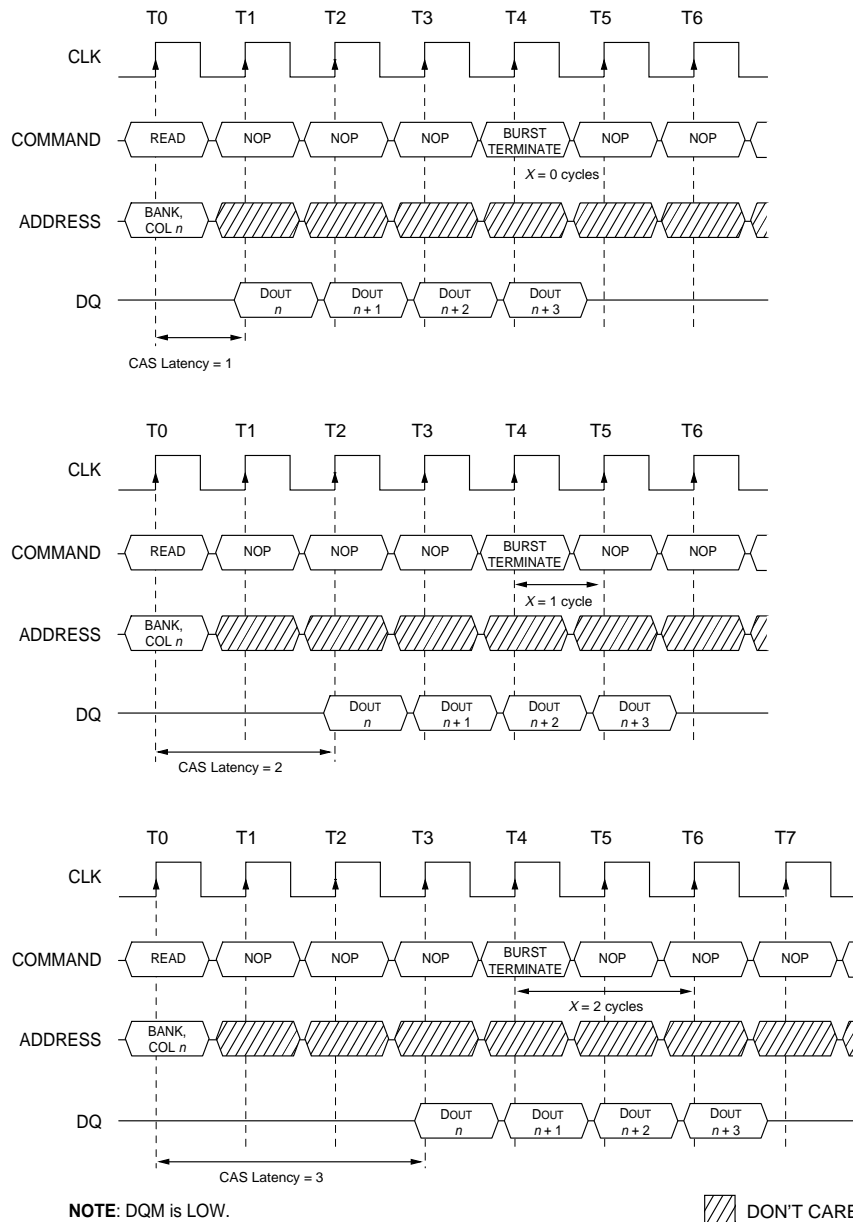 T0 T1 T2 T3 T4 T5 T6
CLK
COMMAND READ NOP NOP NOP BURST TERMINATE NOP NOP
X = 0 cycles
ADDRESS BANK, COL n
DQ DOUT n DOUT n + 1 DOUT n + 2 DOUT n + 3
CAS Latency = 1
T0 T1 T2 T3 T4 T5 T6
CLK
COMMAND READ NOP NOP NOP BURST TERMINATE NOP NOP
X = 1 cycle
ADDRESS BANK, COL n
DQ DOUT n DOUT n + 1 DOUT n + 2 DOUT n + 3
CAS Latency = 2
T0 T1 T2 T3 T4 T5 T6 T7
CLK
COMMAND READ NOP NOP NOP BURST TERMINATE NOP NOP NOP
X = 2 cycles
ADDRESS BANK, COL n
DQ DOUT n DOUT n + 1 DOUT n + 2 DOUT n + 3
CAS Latency = 3
NOTE: DQM is LOW. DON'T CARE